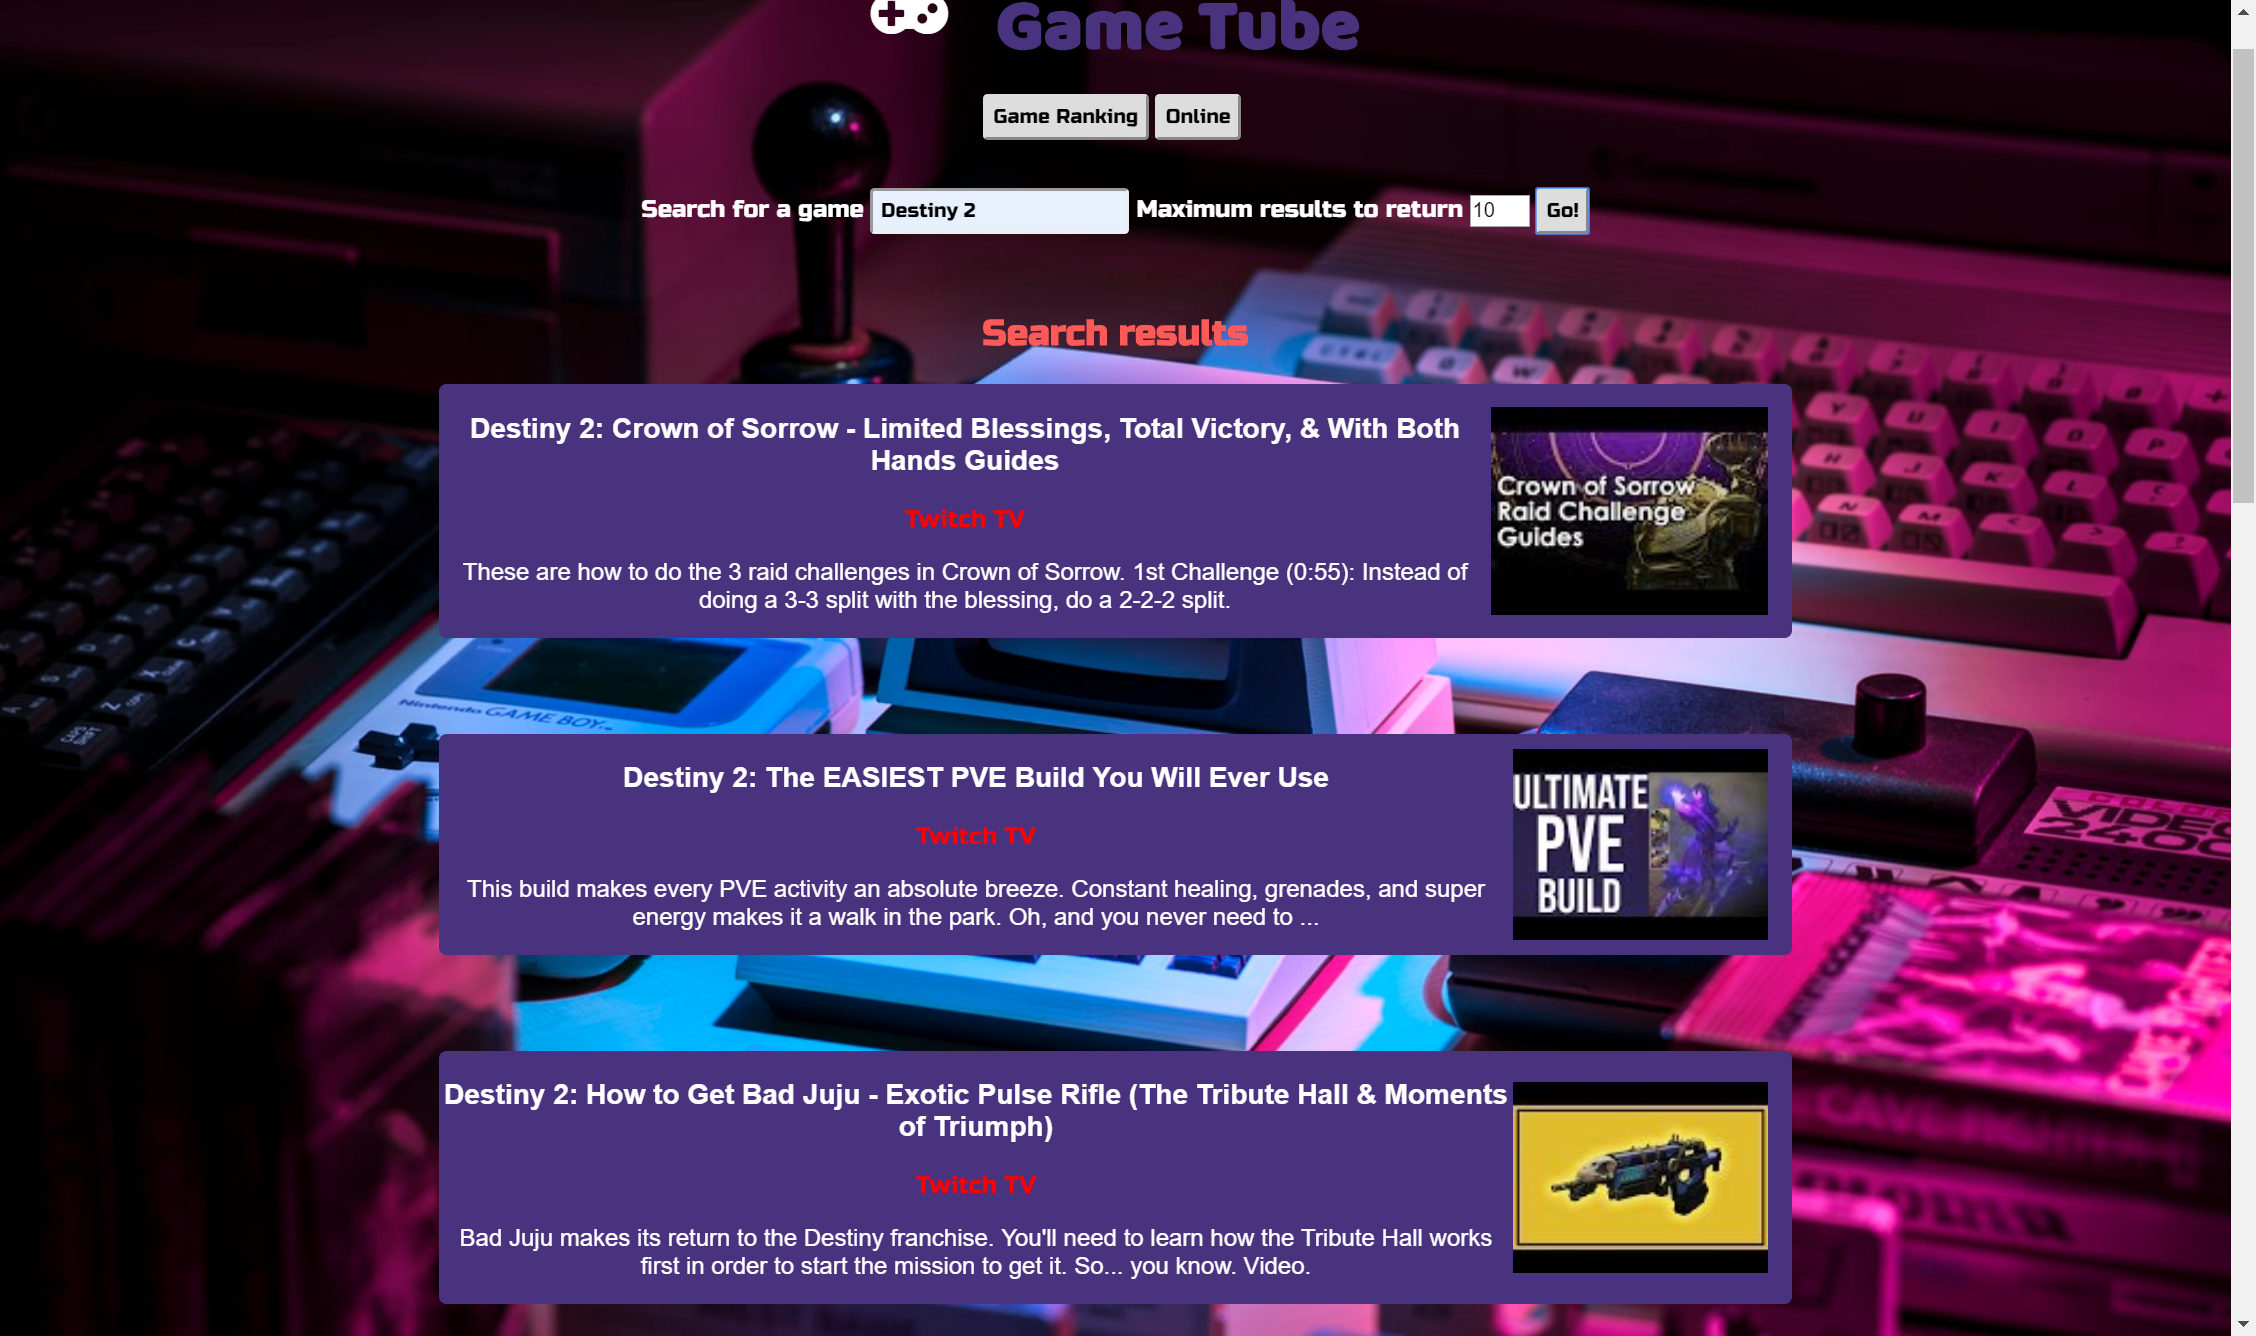 Game Tube
Game Ranking Online
Search for a game Destiny 2 Maximum results to return 10 Go!
Search results
Destiny 2: Crown of Sorrow - Limited Blessings, Total Victory, & With Both
Hands Guides
Twitch TV
These are how to do the 3 raid challenges in Crown of Sorrow. 1st Challenge (0:55): Instead of
doing a 3-3 split with the blessing, do a 2-2-2 split.
Crown of Sorrow
Raid Challenge
Guides
Nintendo GAME BOY
Destiny 2: The EASIEST PVE Build You Will Ever Use
Twitch TV
This build makes every PVE activity an absolute breeze. Constant healing, grenades, and super
energy makes it a walk in the park. Oh, and you never need to ...
ULTIMATE
PVE
BUILD
Destiny 2: How to Get Bad Juju - Exotic Pulse Rifle (The Tribute Hall & Moments
of Triumph)
Twitch TV
Bad Juju makes its return to the Destiny franchise. You'll need to learn how the Tribute Hall works
first in order to start the mission to get it. So... you know. Video.